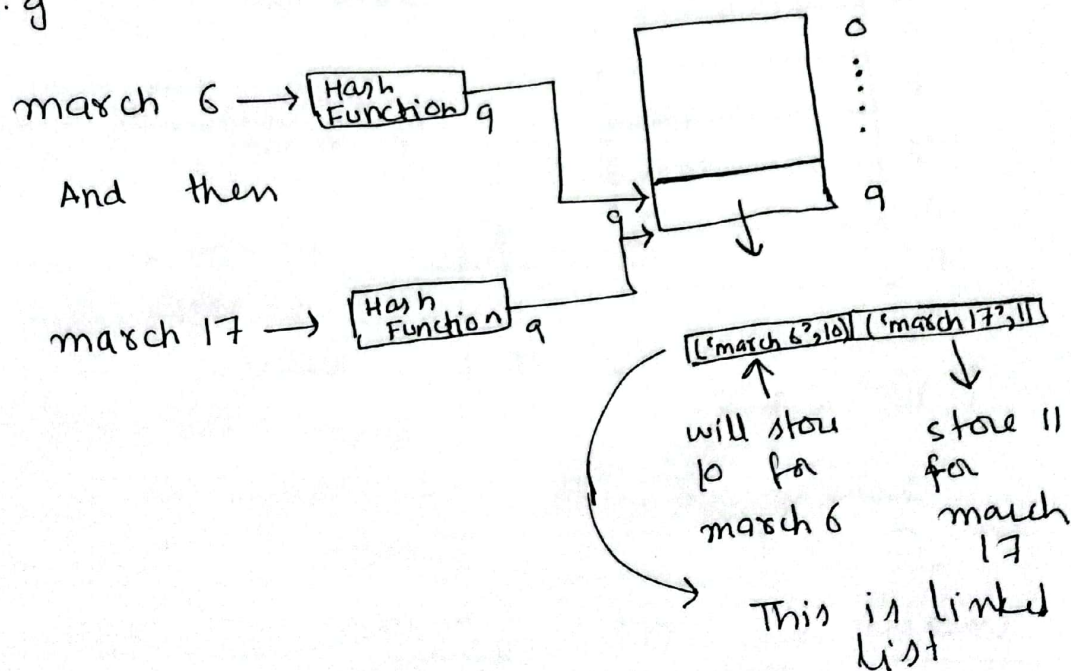 .g
march 6 → Hash Function 9
0
9
And then
9
march 17 → Hash Function 9
('march 6', 10) ('march 17', 11
will store 10 for march 6
store 11 for march 17
This is linked list